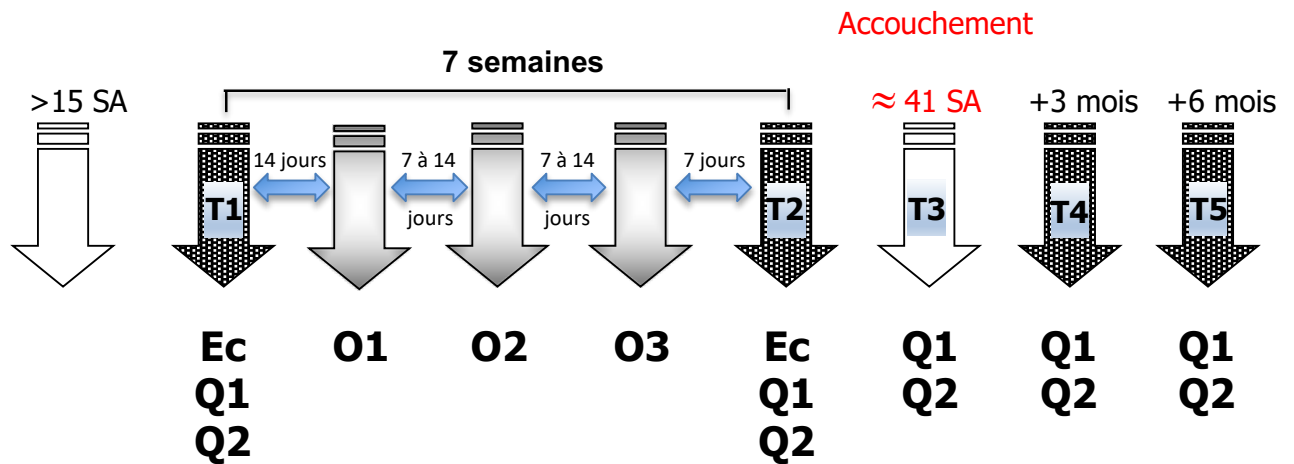 Accouchement
7 semaines
>15 SA
≈ 41 SA
+3 mois
+6 mois
14 jours
7 à 14
jours
7 à 14
jours
7 jours
T1
T2
T3
T4
T5
Ec
O1
O2
O3
Ec
Q1
Q1
Q1
Q1
Q1
Q2
Q2
Q2
Q2
Q2